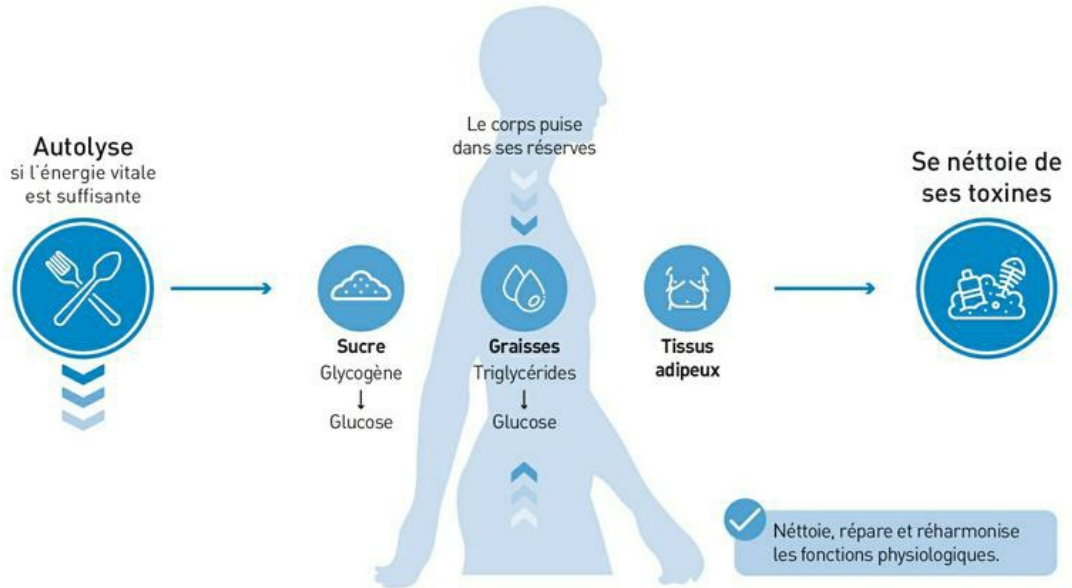 Autolyse
si l'énergie vitale
est suffisante
Le corps puise
dans ses réserves
Sucre
Glycogène
↓
Glucose
Graisses
Triglycérides
↓
Glucose
Tissus
adipeux
Se néttoie de
ses toxines
Néttoie, répare et réharmonise
les fonctions physiologiques.